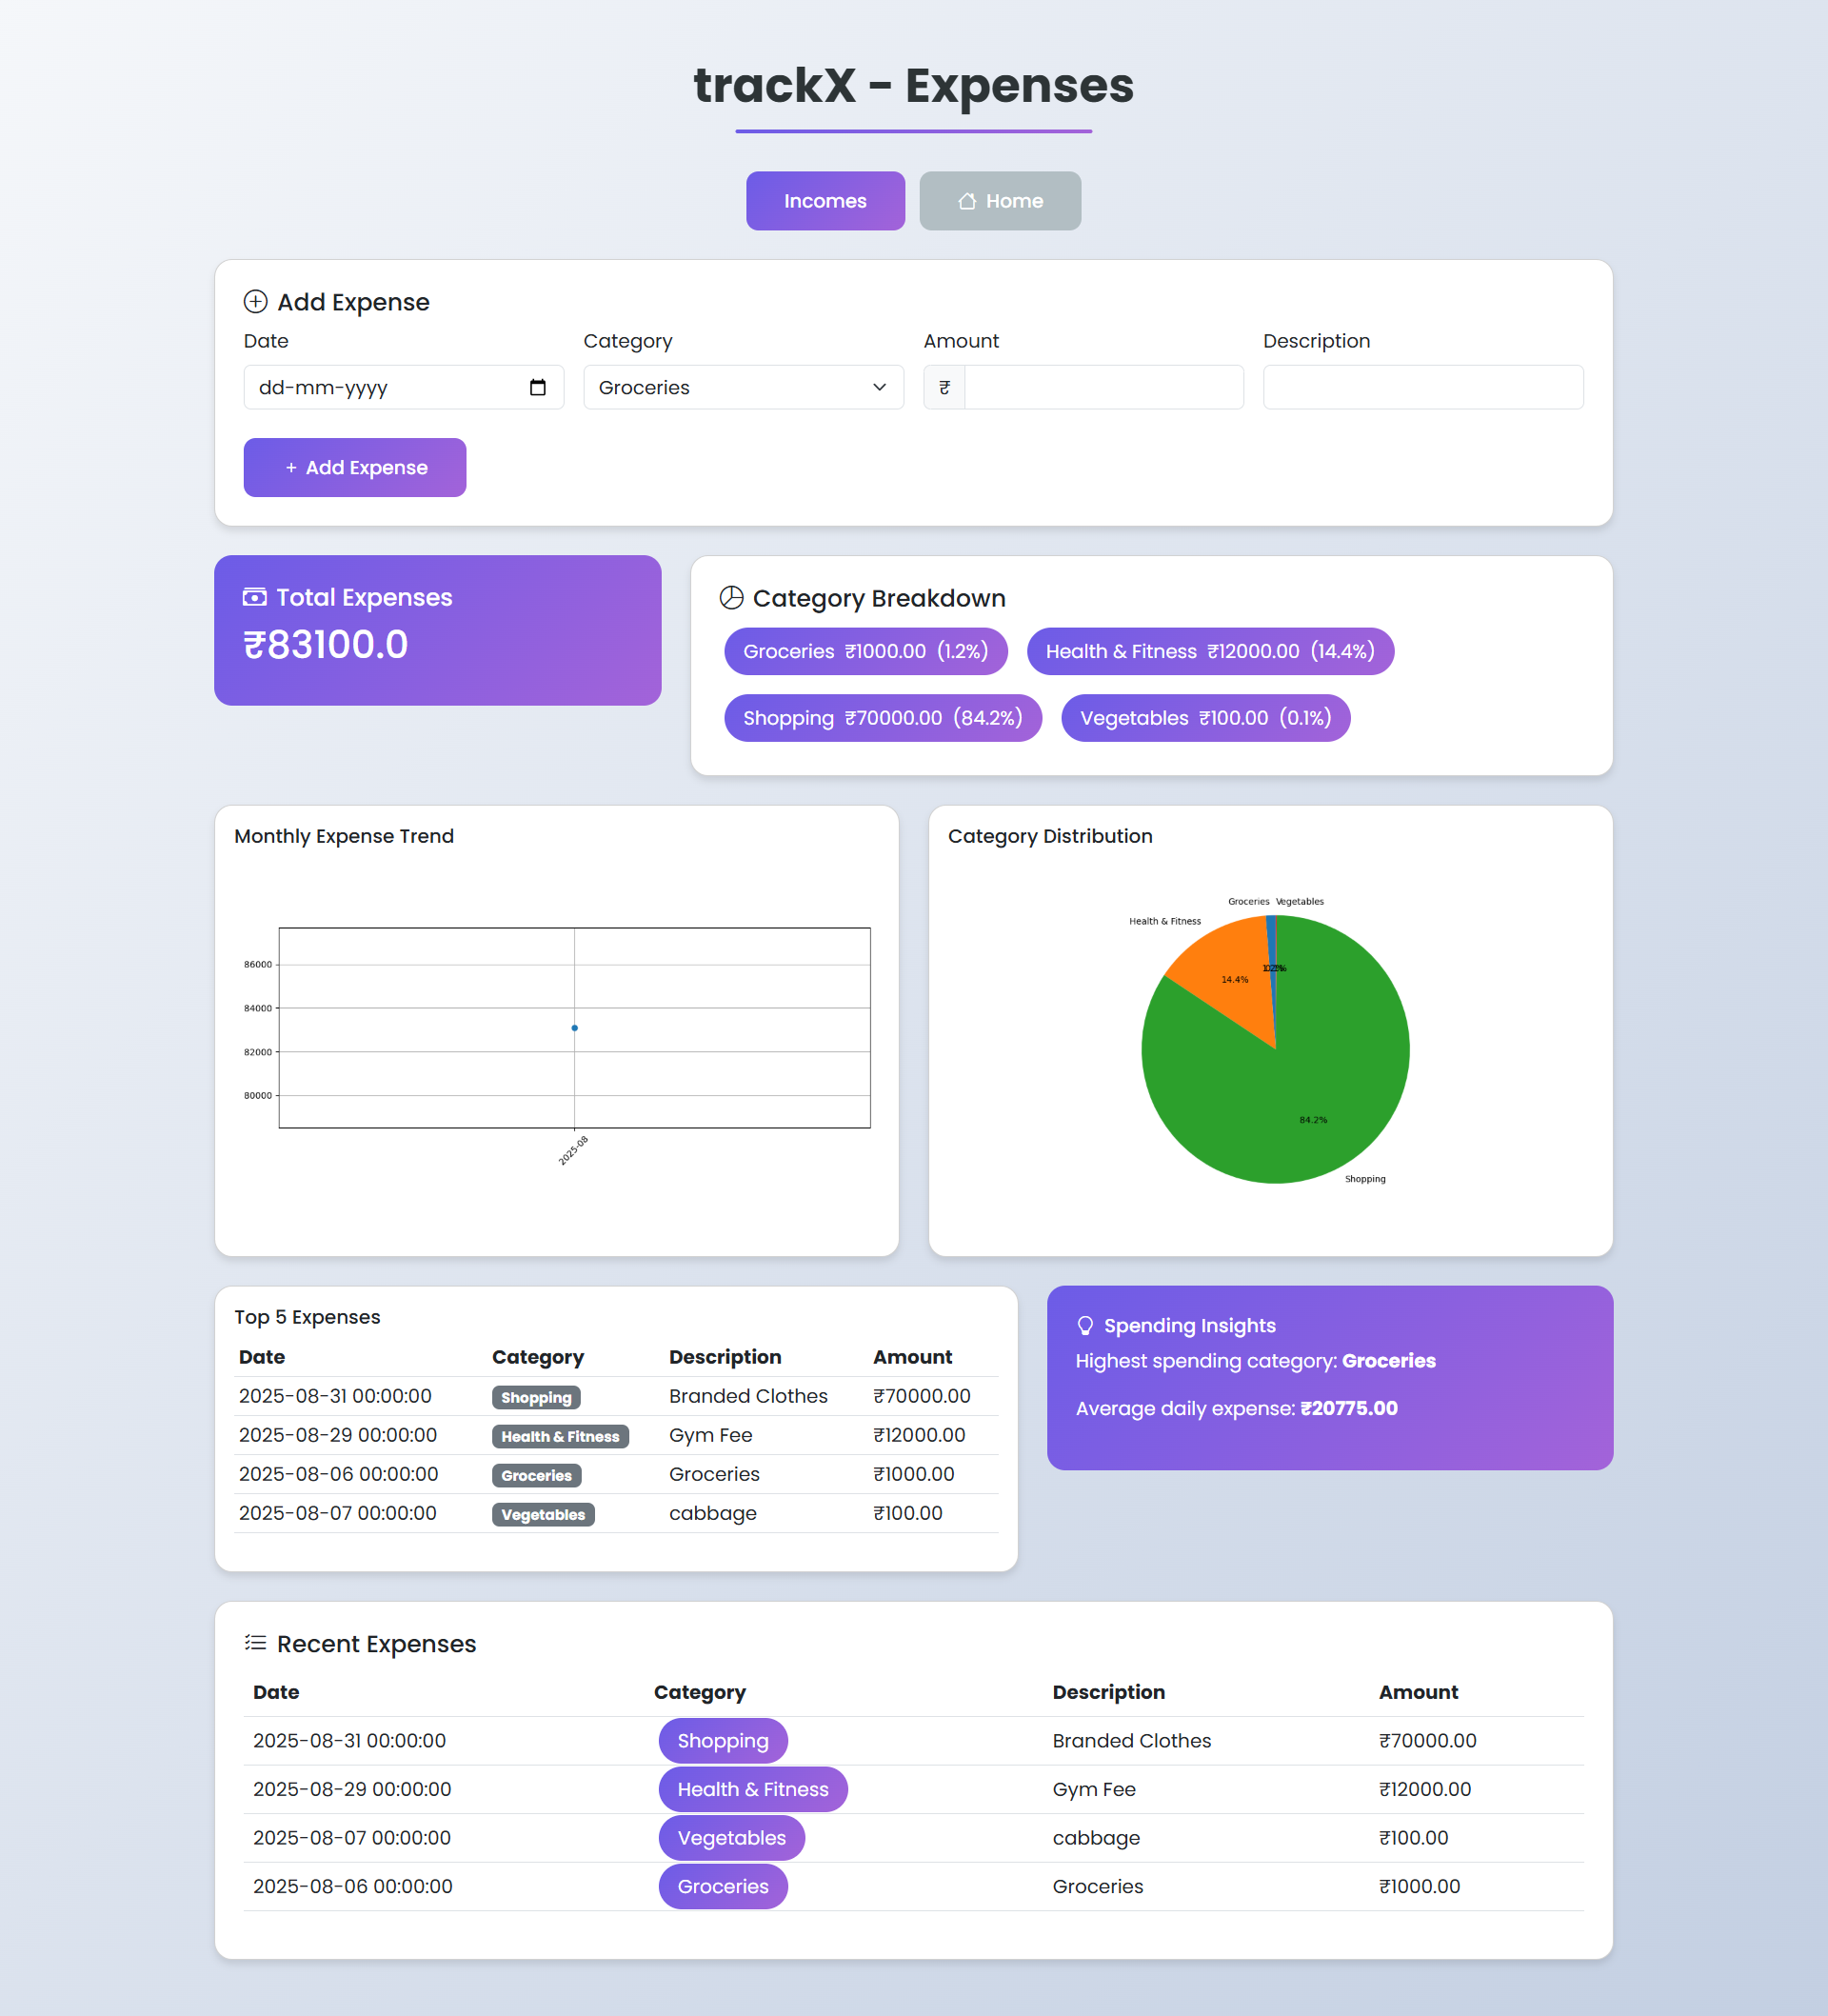 trackX - Expenses
Incomes
Home
Add Expense
Date Category Amount Description
dd-mm-yyyy Groceries ₹
+ Add Expense
Total Expenses
₹83100.0
Category Breakdown
Groceries ₹1000.00 (1.2%) Health & Fitness ₹12000.00 (14.4%)
Shopping ₹70000.00 (84.2%) Vegetables ₹100.00 (0.1%)
Monthly Expense Trend
86000
84000
82000
80000
2025-08
Category Distribution
Groceries Vegetables
Health & Fitness
14.4%
84.2%
Shopping
Top 5 Expenses
Date Category Description Amount
2025-08-31 00:00:00 Shopping Branded Clothes ₹70000.00
2025-08-29 00:00:00 Health & Fitness Gym Fee ₹12000.00
2025-08-06 00:00:00 Groceries Groceries ₹1000.00
2025-08-07 00:00:00 Vegetables cabbage ₹100.00
Spending Insights
Highest spending category: Groceries
Average daily expense: ₹20775.00
Recent Expenses
Date Category Description Amount
2025-08-31 00:00:00 Shopping Branded Clothes ₹70000.00
2025-08-29 00:00:00 Health & Fitness Gym Fee ₹12000.00
2025-08-07 00:00:00 Vegetables cabbage ₹100.00
2025-08-06 00:00:00 Groceries Groceries ₹1000.00